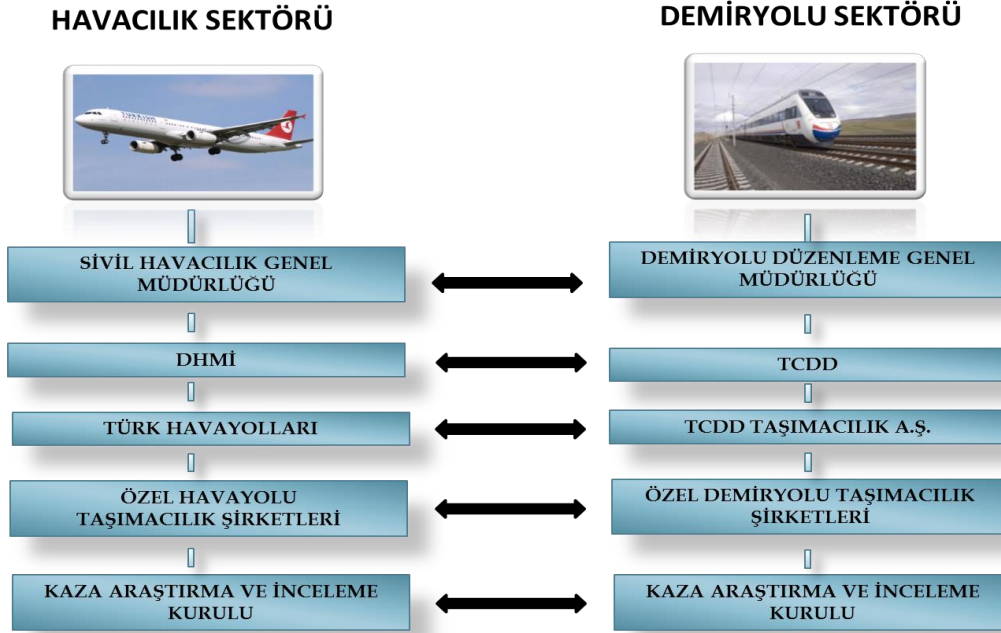 HAVACILIK SEKTÖRÜ
DEMİRYOLU SEKTÖRÜ
TURKISH
SİVİL HAVACILIK GENEL
MÜDÜRLÜĞÜ
DEMİRYOLU DÜZENLEME GENEL
MÜDÜRLÜĞÜ
DHMİ
TCDD
TÜRK HAVAYOLLARI
TCDD TAŞIMACILIK A.Ş.
ÖZEL HAVAYOLU
TAŞIMACILIK ŞİRKETLERİ
ÖZEL DEMİRYOLU TAŞIMACILIK
ŞİRKETLERİ
KAZA ARAŞTIRMA VE İNCELEME
KURULU
KAZA ARAŞTIRMA VE İNCELEME
KURULU